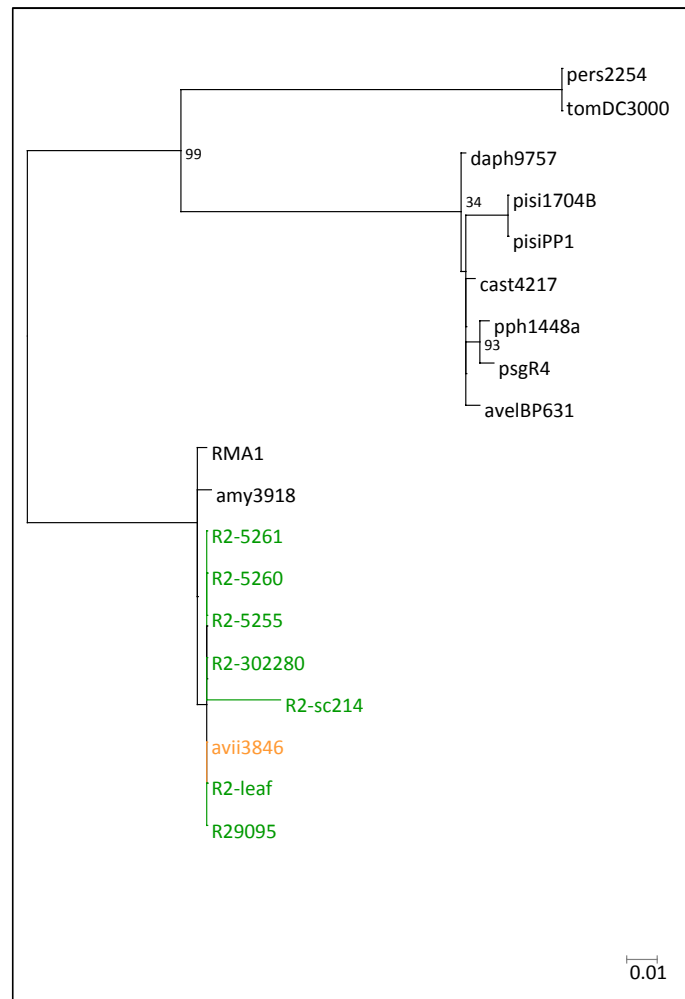 pers2254
tomDC3000
99
daph9757
34
pisi1704B
pisiPP1
cast4217
pph1448a
93
psgR4
avelBP631
RMA1
amy3918
R2-5261
R2-5260
R2-5255
R2-302280
R2-sc214
avii3846
R2-leaf
R29095
0.01